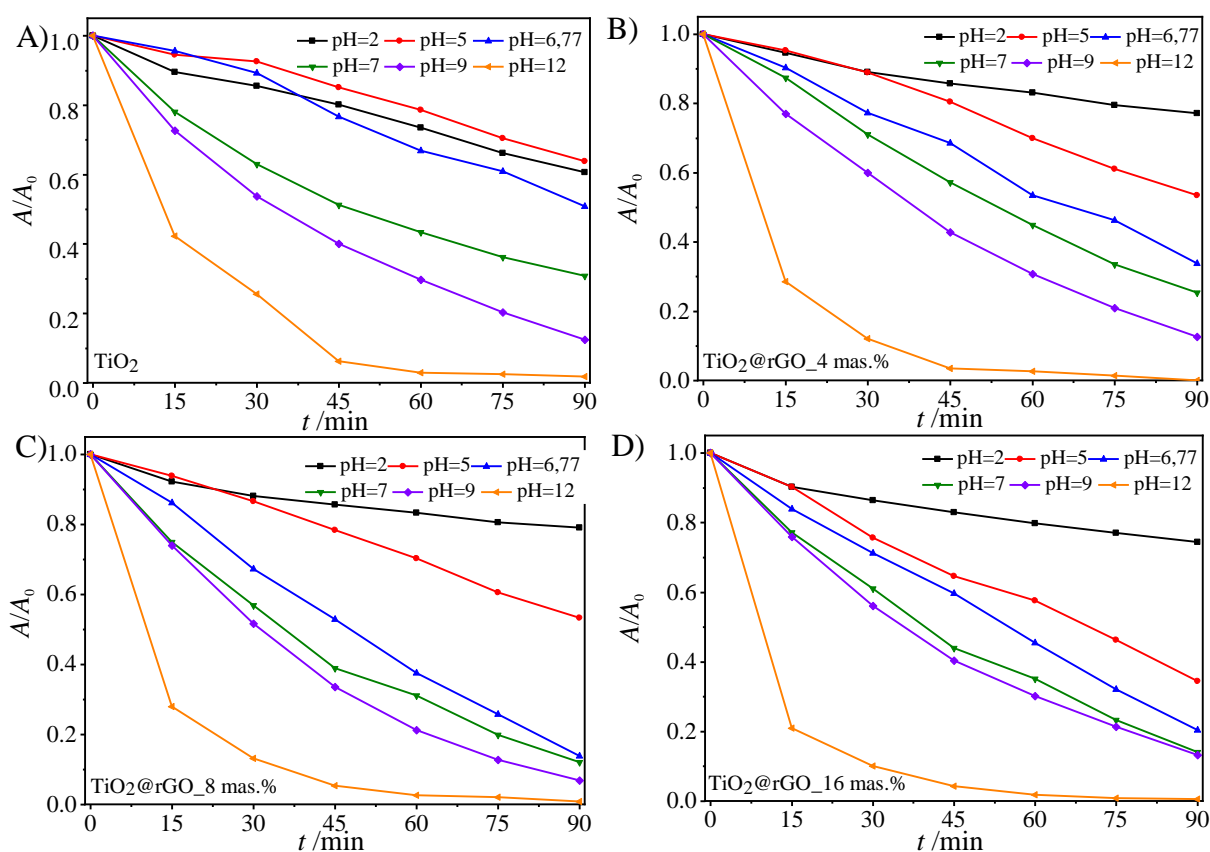 A)
pH=2 pH=5 pH=6,77
pH=7 pH=9 pH=12
1.0
0.8
0.6
0.4
0.2
0.0
A/A₀
TiO₂
0 15 30 45 60 75 90
t /min
B)
pH=2 pH=5 pH=6,77
pH=7 pH=9 pH=12
1.0
0.8
0.6
0.4
0.2
0.0
A/A₀
TiO₂@rGO_4 mas.%
0 15 30 45 60 75 90
t /min
C)
pH=2 pH=5 pH=6,77
pH=7 pH=9 pH=12
1.0
0.8
0.6
0.4
0.2
0.0
A/A₀
TiO₂@rGO_8 mas.%
0 15 30 45 60 75 90
t /min
D)
pH=2 pH=5 pH=6,77
pH=7 pH=9 pH=12
1.0
0.8
0.6
0.4
0.2
0.0
A/A₀
TiO₂@rGO_16 mas.%
0 15 30 45 60 75 90
t /min